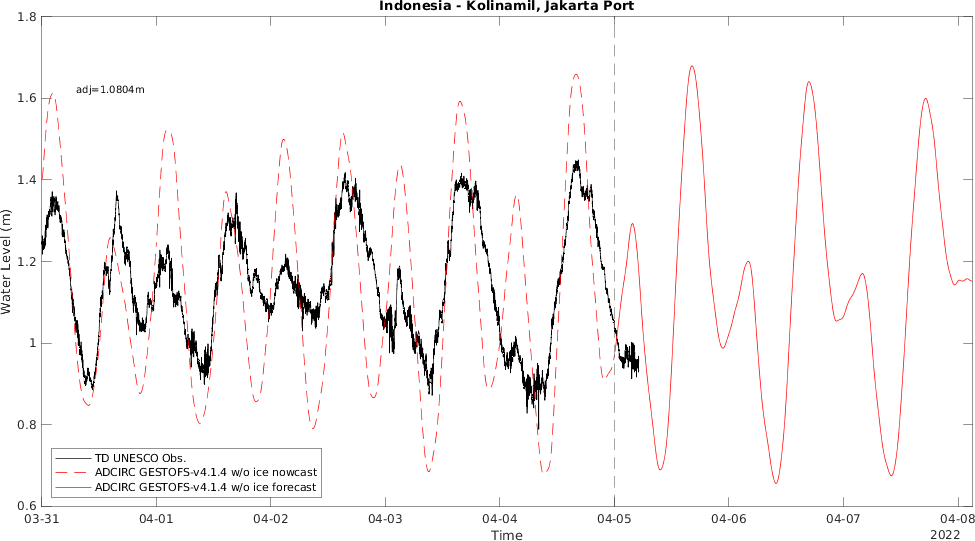 Indonesia - Kolinamil, Jakarta Port
1.8
1.6
1.4
1.2
1
0.8
0.6
Water Level (m)
adj=1.0804m
TD UNESCO Obs.
ADCIRC GESTOFS-v4.1.4 w/o ice nowcast
ADCIRC GESTOFS-v4.1.4 w/o ice forecast
03-31 04-01 04-02 04-03 04-04 04-05 04-06 04-07 04-08
Time
2022